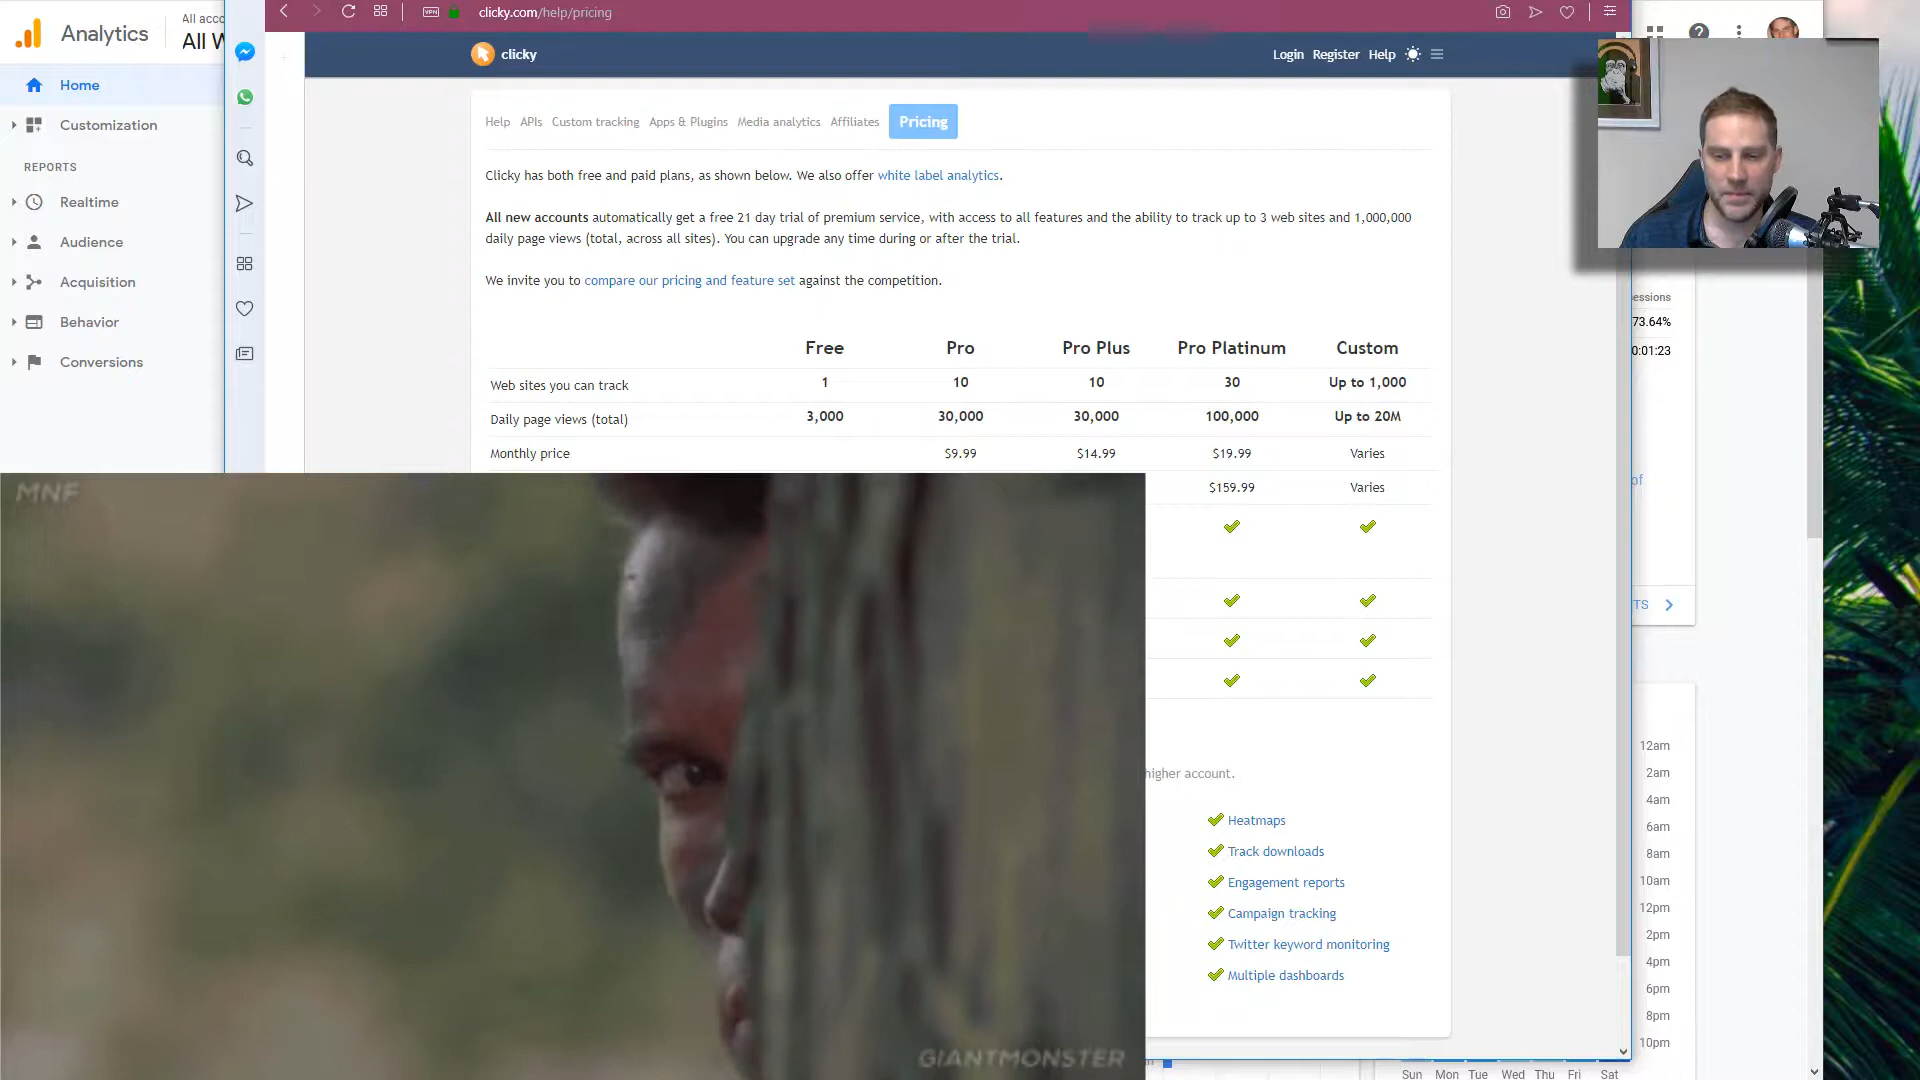 Analytics
All acco
All W
Home
Customization
REPORTS
Realtime
Audience
Acquisition
Behavior
Conversions
VPN
clicky.com/help/pricing
clicky
Login Register Help
Help APIs Custom tracking Apps & Plugins Media analytics Affiliates Pricing
Clicky has both free and paid plans, as shown below. We also offer white label analytics.
All new accounts automatically get a free 21 day trial of premium service, with access to all features and the ability to track up to 3 web sites and 1,000,000
daily page views (total, across all sites). You can upgrade any time during or after the trial.
We invite you to compare our pricing and feature set against the competition.
Free Pro Pro Plus Pro Platinum Custom
Web sites you can track 1 10 10 30 Up to 1,000
Daily page views (total) 3,000 30,000 30,000 100,000 Up to 20M
Monthly price $9.99 $14.99 $19.99 Varies
$159.99 Varies
higher account.
Heatmaps
Track downloads
Engagement reports
Campaign tracking
Twitter keyword monitoring
Multiple dashboards
MNF
GIANTMONSTER
essions
73.64%
0:01:23
of
TS
12am
2am
4am
6am
8am
10am
12pm
2pm
4pm
6pm
8pm
10pm
Sun Mon Tue Wed Thu Fri Sat